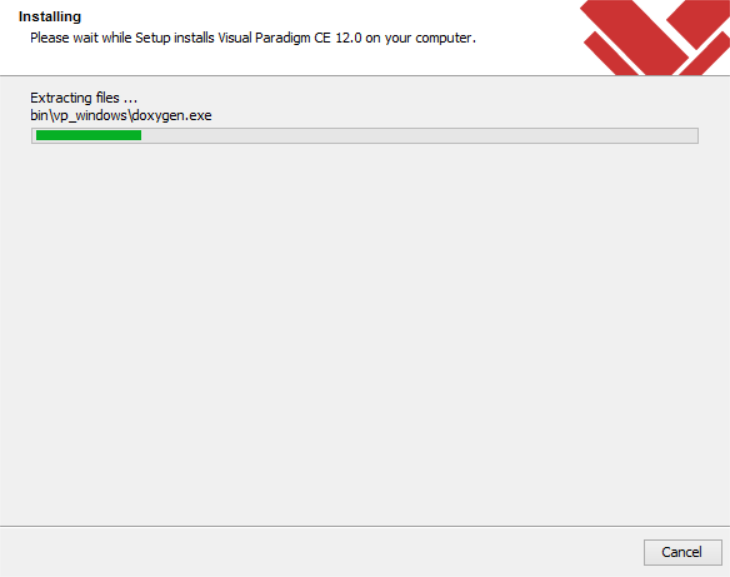 Installing
Please wait while Setup installs Visual Paradigm CE 12.0 on your computer.
Extracting files ...
bin\vp_windows\doxygen.exe
Cancel